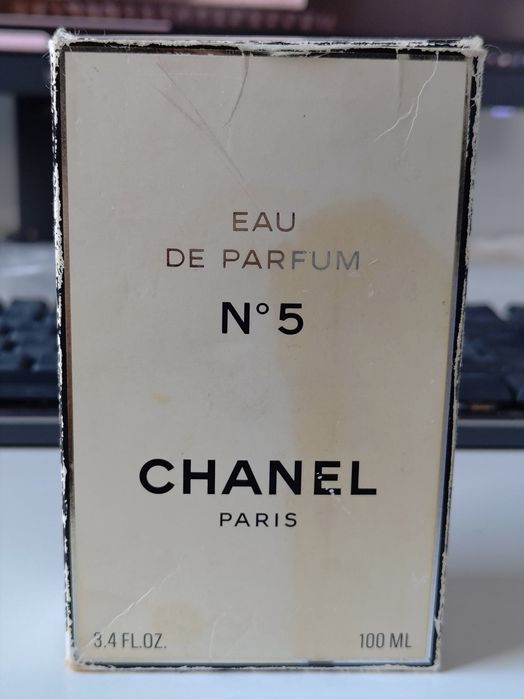 EAU
DE PARFUM
N°5
CHANEL
PARIS
3.4 FL.OZ. 100 ML